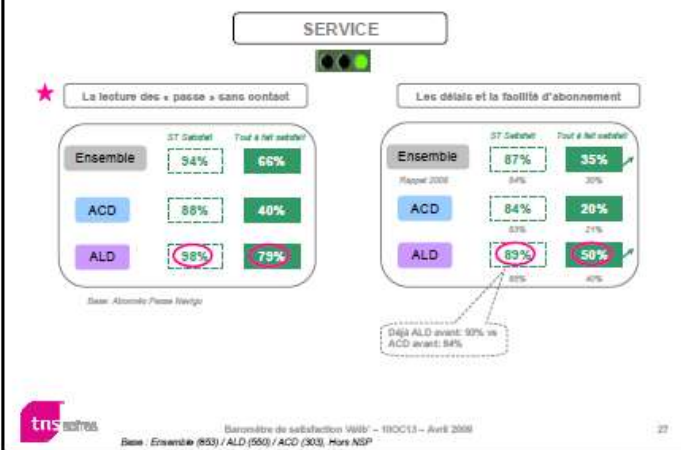 SERVICE
La lecture des « passe » sans contact
Les délais et la facilité d'abonnement
ST Satisfait Tout à fait satisfait
Ensemble 94% 66%
ACD 88% 40%
ALD 98% 79%
Base: Abonnés Passe Navigo
ST Satisfait Tout à fait satisfait
Ensemble 87% 35%
Rappel 2008 84% 30%
ACD 84% 20%
83% 21%
ALD 89% 50%
85% 40%
Déjà ALD avant: 93% vs
ACD avant: 84%
tns sofres
Baromètre de satisfaction Vélib' – 11OC13 – Avril 2009
27
Base : Ensemble (853) / ALD (550) / ACD (303), Hors NSP